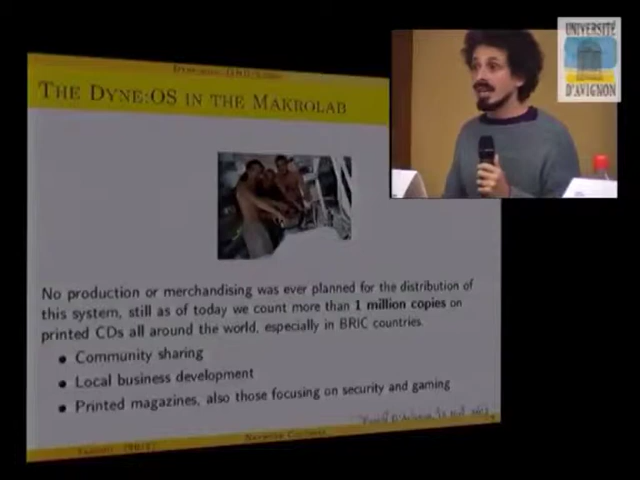 UNIVERSITÉ
D'AVIGNON
THE DYNE:OS IN THE MAKROLAB
No production or merchandising was ever planned for the distribution of
this system, still as of today we count more than 1 million copies on
printed CDs all around the world, especially in BRIC countries.
Community sharing
Local business development
Printed magazines, also those focusing on security and gaming